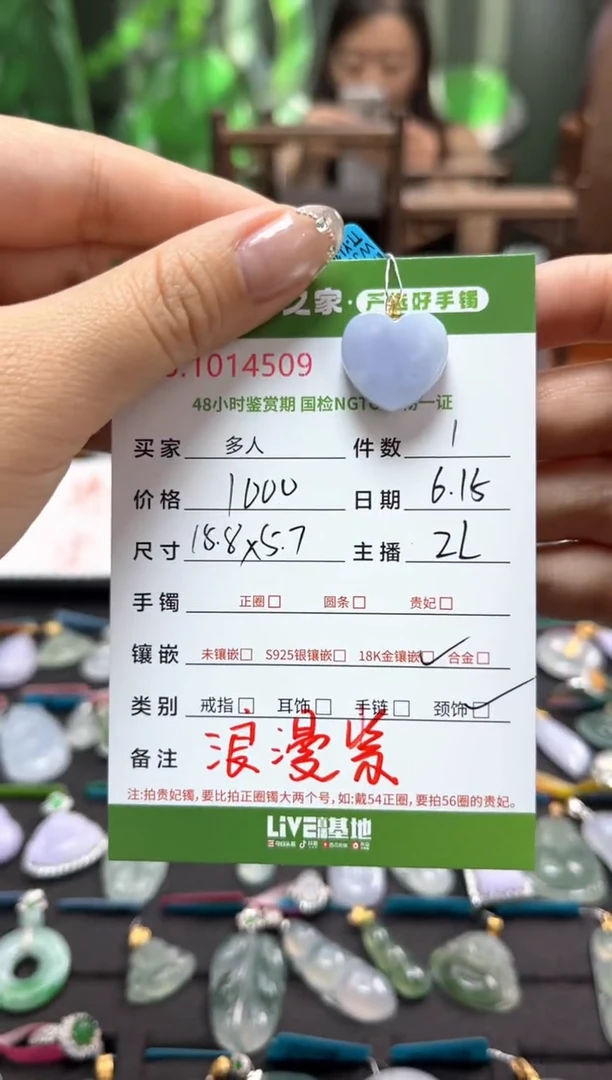 之家·产地好手镯
.1014509
48小时鉴赏期 国检NGTC 一证
买家 多人 件数 1
价格 1000 日期 6.15
尺寸 15.8x5.7 主播 2L
手镯 正圈□ 圆条□ 贵妃□
镶嵌 未镶嵌□ S925银镶嵌□ 18K金镶嵌□ 合金□
类别 戒指□ 耳饰□ 手链□ 颈饰□
备注 浪漫紫
注:拍贵妃镯,要比拍正圈镯大两个号,如:戴54正圈,要拍56圈的贵妃。
LiVE直播基地